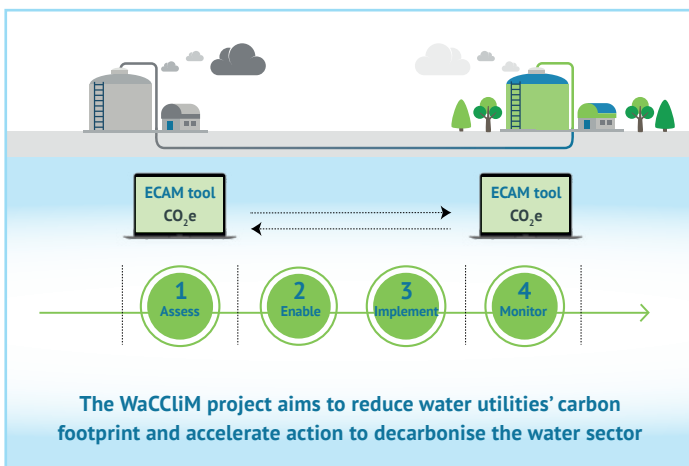 ECAM tool
CO₂e
ECAM tool
CO₂e
1
Assess
2
Enable
3
Implement
4
Monitor
The WaCCliM project aims to reduce water utilities’ carbon
footprint and accelerate action to decarbonise the water sector